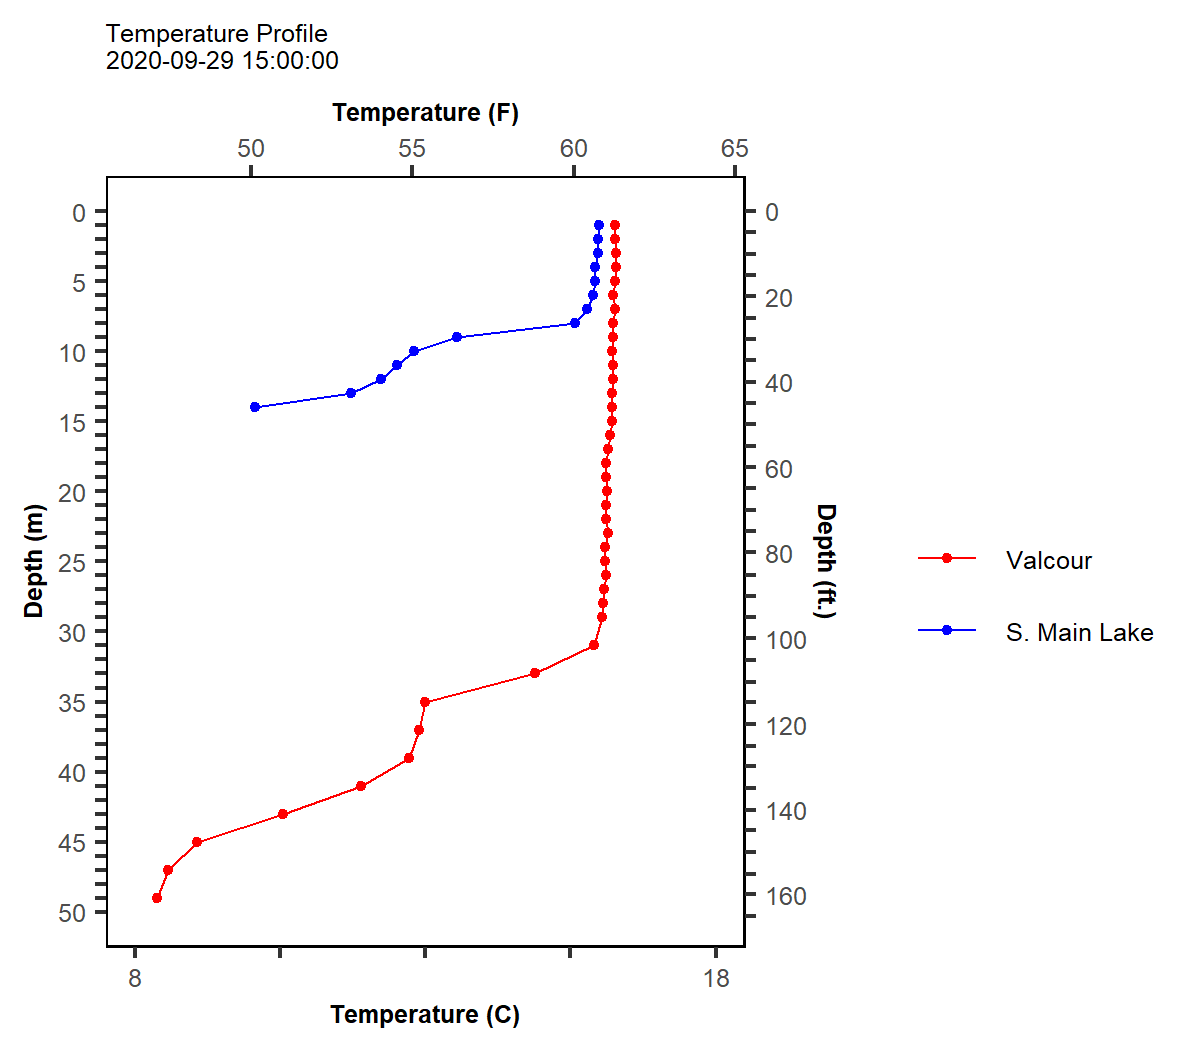 Temperature Profile
2020-09-29 15:00:00
Temperature (F)
50 55 60 65
0 0
5
20
10
40
15
60
20
Depth (m)
Depth (ft.)
80
25
Valcour
30
100
S. Main Lake
35
120
40
140
45
160
50
8 18
Temperature (C)